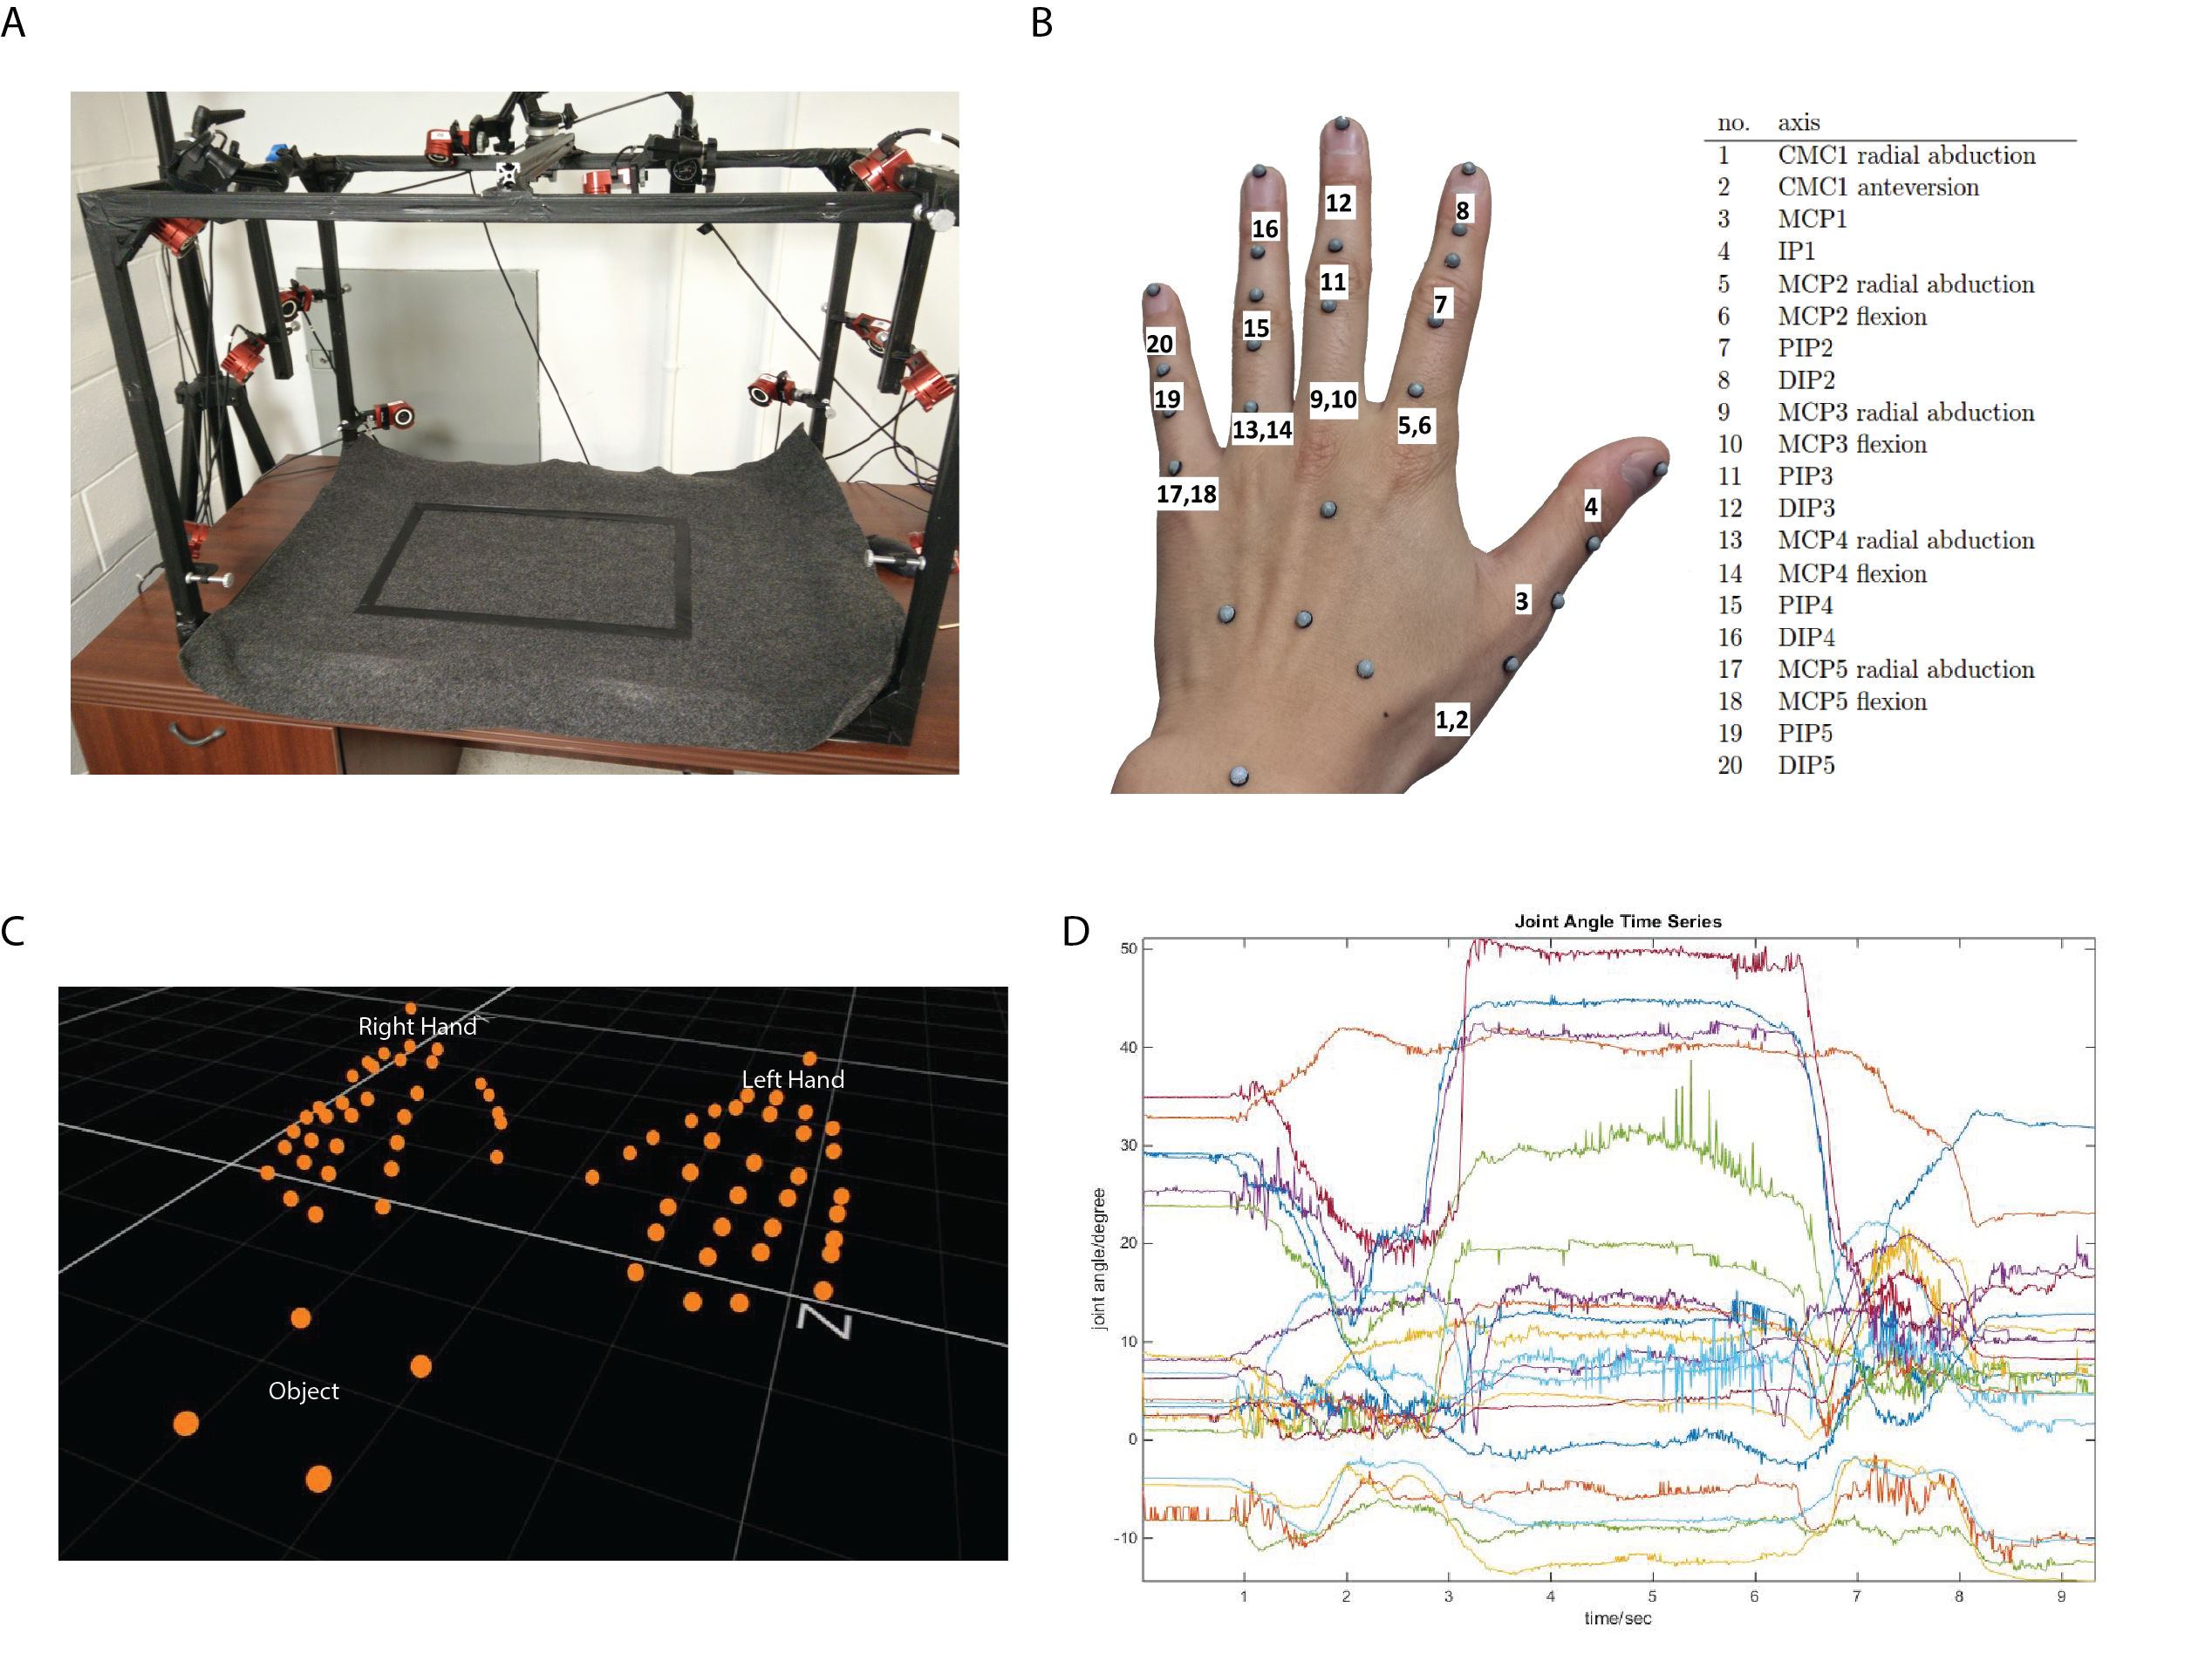 A
B
no. axis
1 CMC1 radial abduction
2 CMC1 anteversion
3 MCP1
4 IP1
5 MCP2 radial abduction
6 MCP2 flexion
7 PIP2
8 DIP2
9 MCP3 radial abduction
10 MCP3 flexion
11 PIP3
12 DIP3
13 MCP4 radial abduction
14 MCP4 flexion
15 PIP4
16 DIP4
17 MCP5 radial abduction
18 MCP5 flexion
19 PIP5
20 DIP5
12
8
16
11
7
15
20
19
9,10
5,6
13,14
17,18
4
3
1,2
C
Right Hand
Left Hand
Object
Z
D
Joint Angle Time Series
joint angle/degree
50
40
30
20
10
0
-10
1 2 3 4 5 6 7 8 9
time/sec